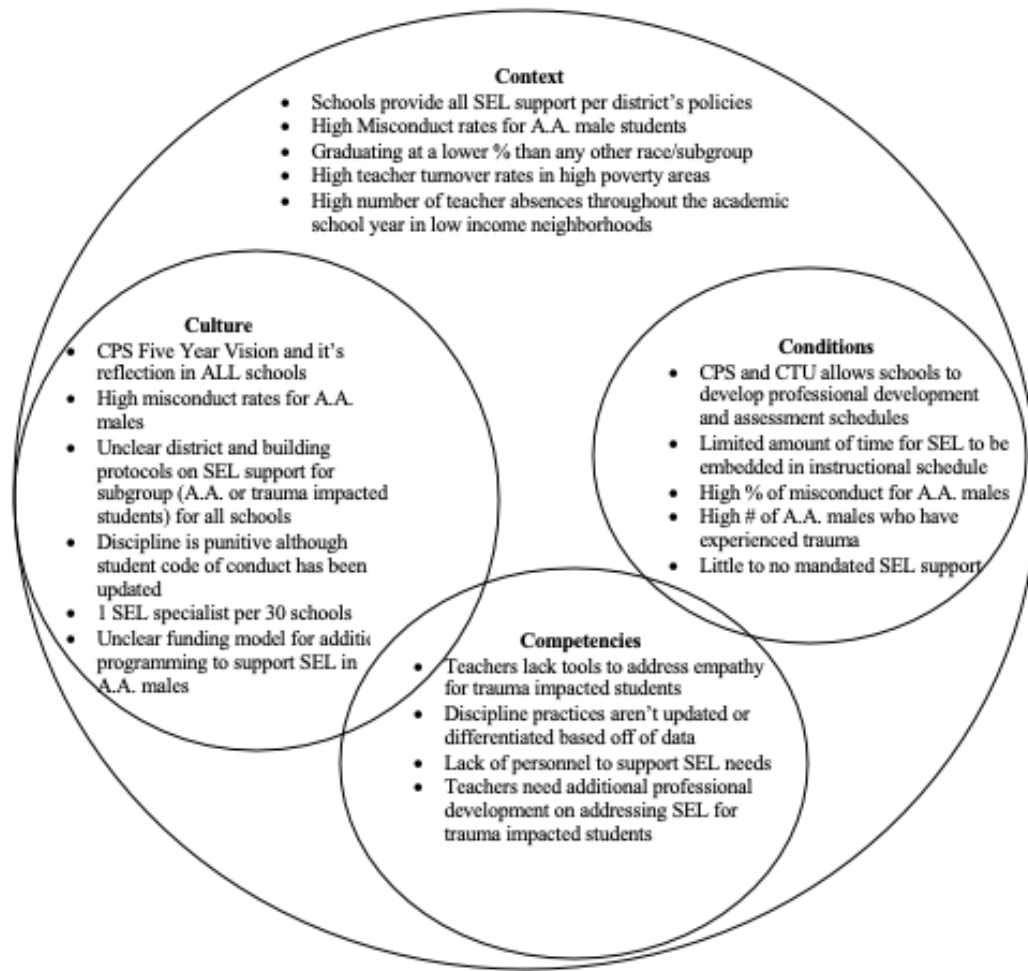 Context
• Schools provide all SEL support per district's policies
• High Misconduct rates for A.A. male students
• Graduating at a lower % than any other race/subgroup
• High teacher turnover rates in high poverty areas
• High number of teacher absences throughout the academic
school year in low income neighborhoods
Culture
• CPS Five Year Vision and it's
reflection in ALL schools
• High misconduct rates for A.A.
males
• Unclear district and building
protocols on SEL support for
subgroup (A.A. or trauma impacted
students) for all schools
• Discipline is punitive although
student code of conduct has been
updated
• 1 SEL specialist per 30 schools
• Unclear funding model for additi
programming to support SEL in
A.A. males
Conditions
• CPS and CTU allows schools to
develop professional development
and assessment schedules
• Limited amount of time for SEL to be
embedded in instructional schedule
• High % of misconduct for A.A. males
• High # of A.A. males who have
experienced trauma
• Little to no mandated SEL support
Competencies
• Teachers lack tools to address empathy
for trauma impacted students
• Discipline practices aren't updated or
differentiated based off of data
• Lack of personnel to support SEL needs
• Teachers need additional professional
development on addressing SEL for
trauma impacted students